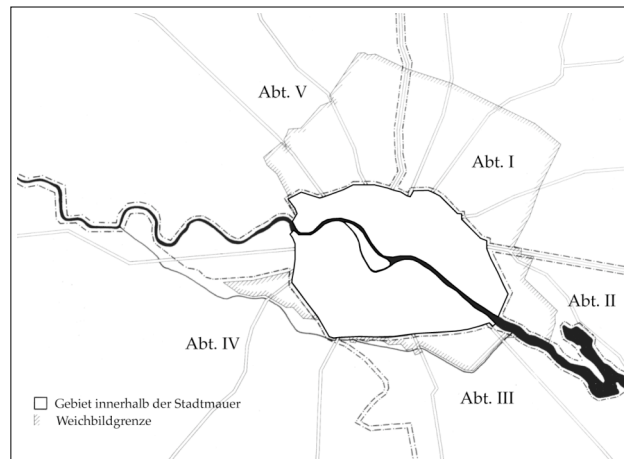 Abt. V
Abt. I
Abt. II
Abt. IV
Abt. III
Gebiet innerhalb der Stadtmauer
Weichbildgrenze